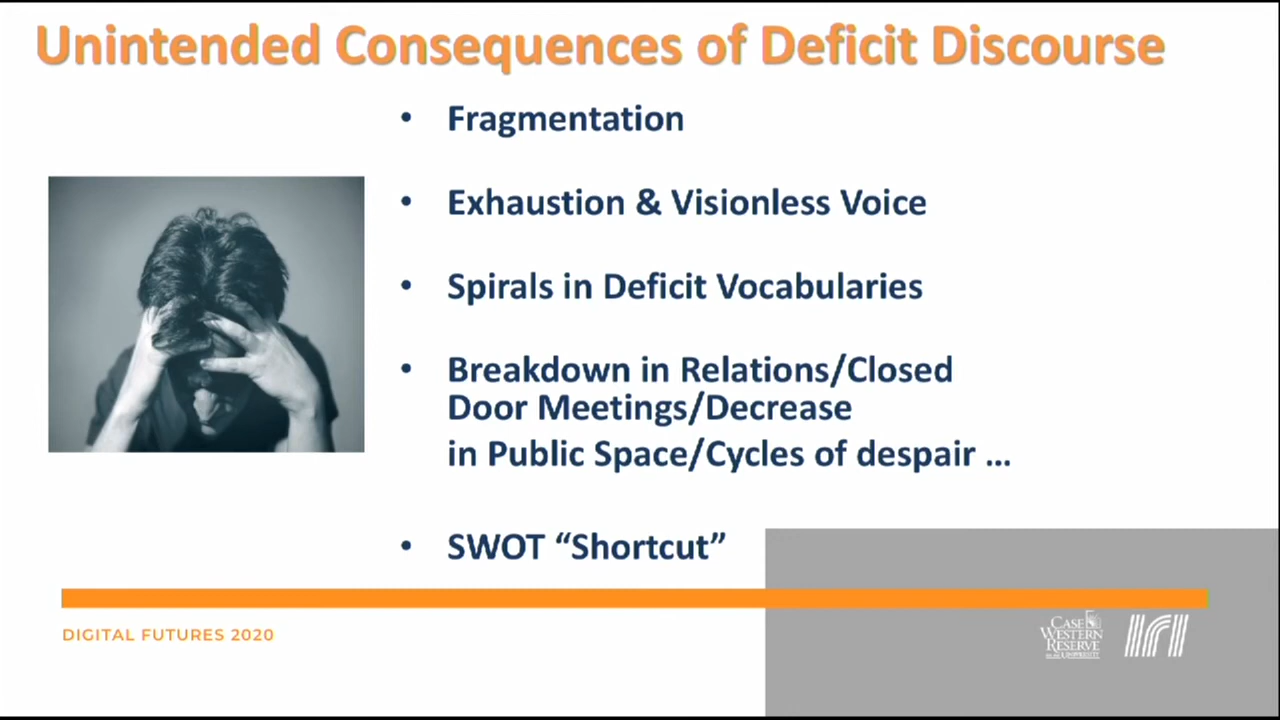 Unintended Consequences of Deficit Discourse
• Fragmentation
• Exhaustion & Visionless Voice
• Spirals in Deficit Vocabularies
• Breakdown in Relations/Closed
Door Meetings/Decrease
in Public Space/Cycles of despair ...
• SWOT “Shortcut”
DIGITAL FUTURES 2020
CASE
WESTERN
RESERVE
UNIVERSITY